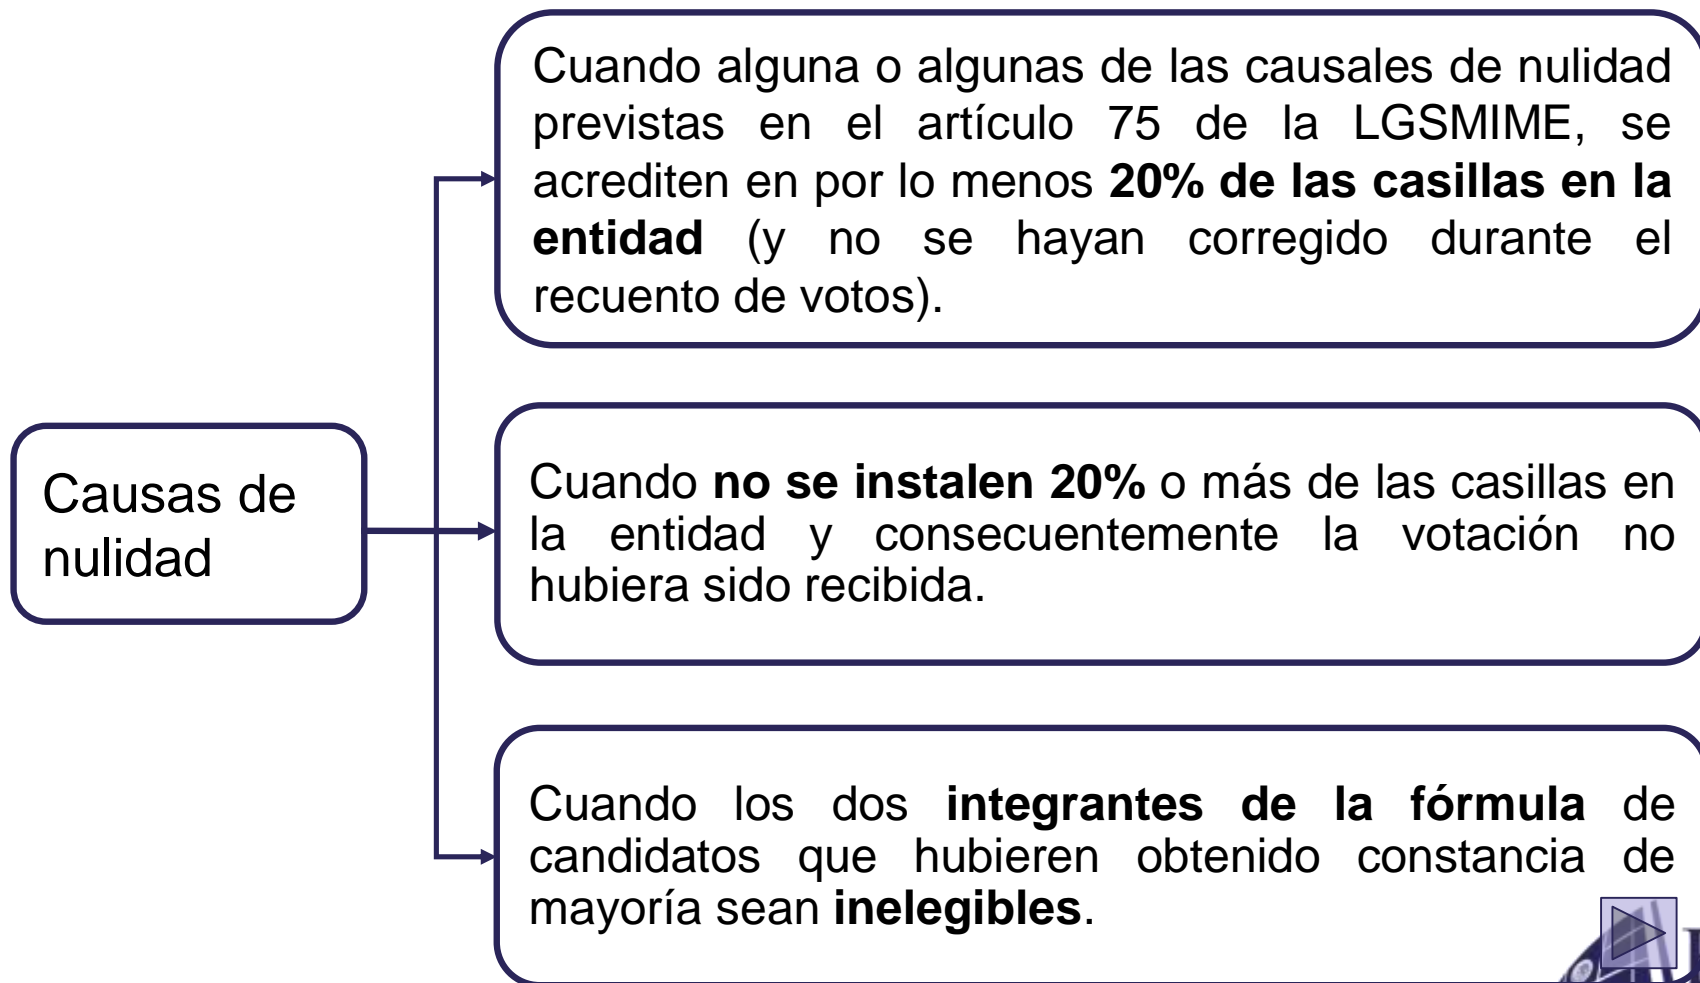 Cuando alguna o algunas de las causales de nulidad
previstas en el artículo 75 de la LGSMIME, se
acrediten en por lo menos 20% de las casillas en la
entidad (y no se hayan corregido durante el
recuento de votos).
Causas de
nulidad
Cuando no se instalen 20% o más de las casillas en
la entidad y consecuentemente la votación no
hubiera sido recibida.
Cuando los dos integrantes de la fórmula de
candidatos que hubieren obtenido constancia de
mayoría sean inelegibles.